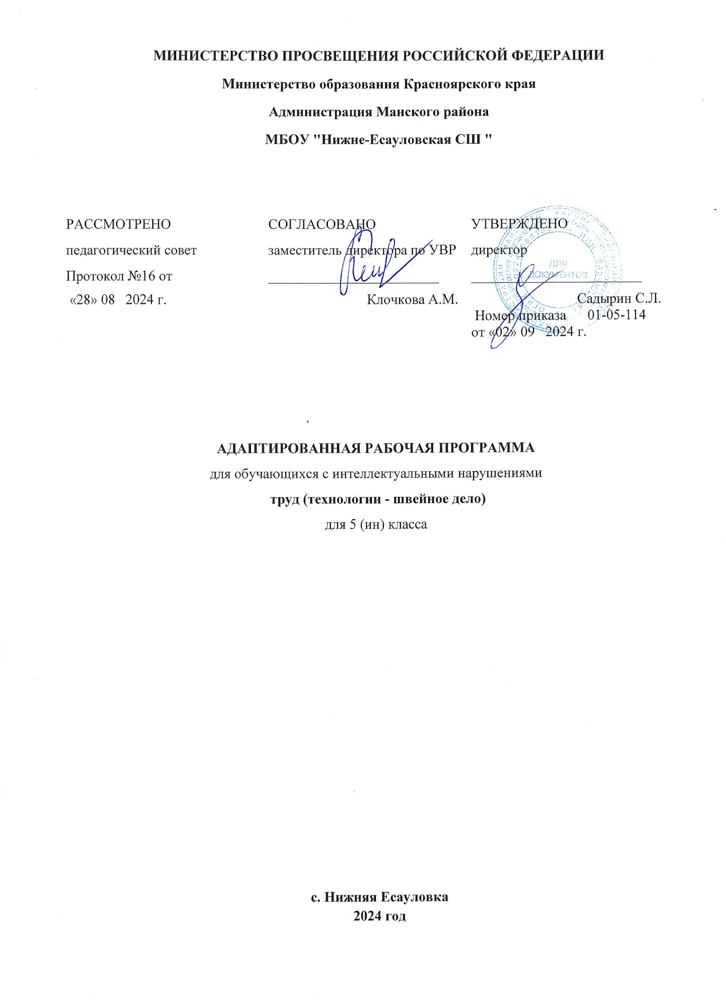 МИНИСТЕРСТВО ПРОСВЕЩЕНИЯ РОССИЙСКОЙ ФЕДЕРАЦИИ
Министерство образования Красноярского края
Администрация Манского района
МБОУ "Нижне-Есауловская СШ "
РАССМОТРЕНО
педагогический совет
Протокол №16 от
«28» 08 2024 г.
СОГЛАСОВАНО
заместитель директора по УВР
Клочкова А.М.
УТВЕРЖДЕНО
директор
ДЛЯ
ДОКУМЕНТОВ
Садырин С.Л.
Номер приказа 01-05-114
от «02» 09 2024 г.
АДАПТИРОВАННАЯ РАБОЧАЯ ПРОГРАММА
для обучающихся с интеллектуальными нарушениями
труд (технологии - швейное дело)
для 5 (ин) класса
с. Нижняя Есауловка
2024 год